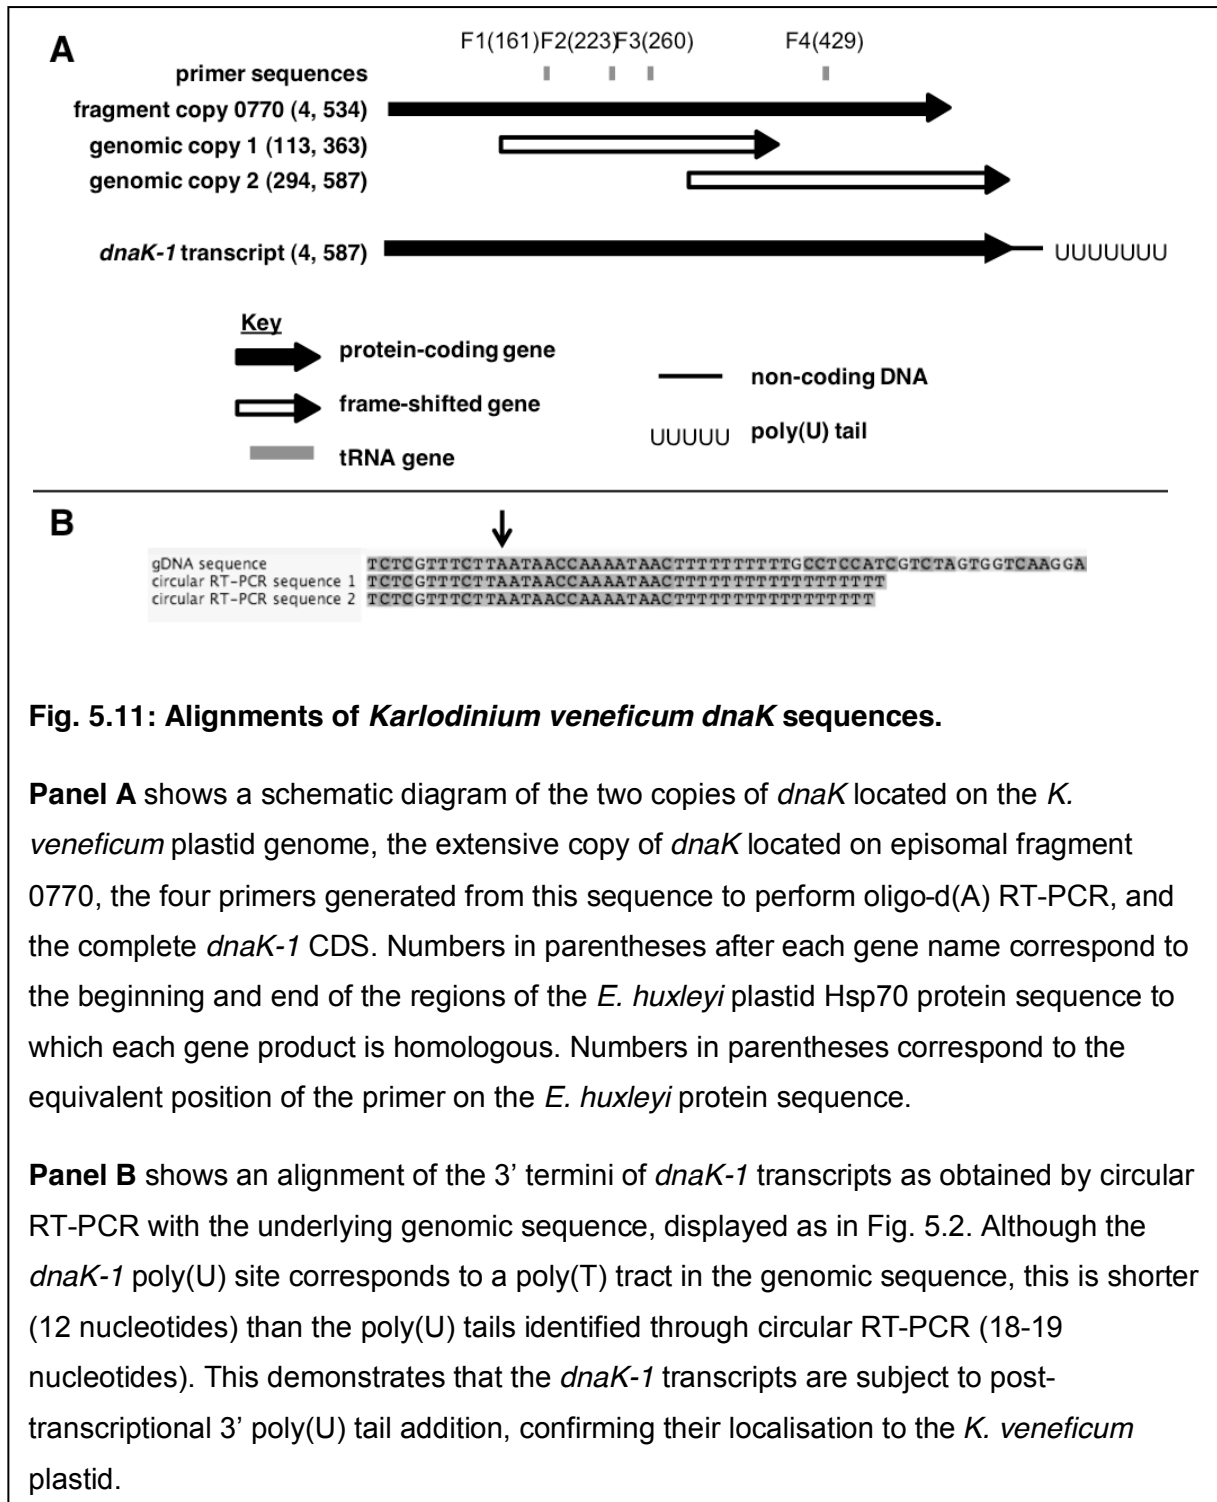 A
F1(161)F2(223)F3(260) F4(429)
primer sequences
fragment copy 0770 (4, 534)
genomic copy 1 (113, 363)
genomic copy 2 (294, 587)
dnaK-1 transcript (4, 587) UUUUUUU
Key
protein-coding gene
non-coding DNA
frame-shifted gene
UUUUU poly(U) tail
tRNA gene
B
gDNA sequence TCTCGTTTCTTAATAACCAAAATAACTTTTTTTTTTGCCTCCATCGTCTAGTGGTCAAGGA
circular RT-PCR sequence 1 TCTCGTTTCTTAATAACCAAAATAACTTTTTTTTTTTTTTTTTT
circular RT-PCR sequence 2 TCTCGTTTCTTAATAACCAAAATAACTTTTTTTTTTTTTTTTT
Fig. 5.11: Alignments of Karlodinium veneficum dnaK sequences.
Panel A shows a schematic diagram of the two copies of dnaK located on the K.
veneficum plastid genome, the extensive copy of dnaK located on episomal fragment
0770, the four primers generated from this sequence to perform oligo-d(A) RT-PCR, and
the complete dnaK-1 CDS. Numbers in parentheses after each gene name correspond to
the beginning and end of the regions of the E. huxleyi plastid Hsp70 protein sequence to
which each gene product is homologous. Numbers in parentheses correspond to the
equivalent position of the primer on the E. huxleyi protein sequence.
Panel B shows an alignment of the 3’ termini of dnaK-1 transcripts as obtained by circular
RT-PCR with the underlying genomic sequence, displayed as in Fig. 5.2. Although the
dnaK-1 poly(U) site corresponds to a poly(T) tract in the genomic sequence, this is shorter
(12 nucleotides) than the poly(U) tails identified through circular RT-PCR (18-19
nucleotides). This demonstrates that the dnaK-1 transcripts are subject to post-
transcriptional 3’ poly(U) tail addition, confirming their localisation to the K. veneficum
plastid.